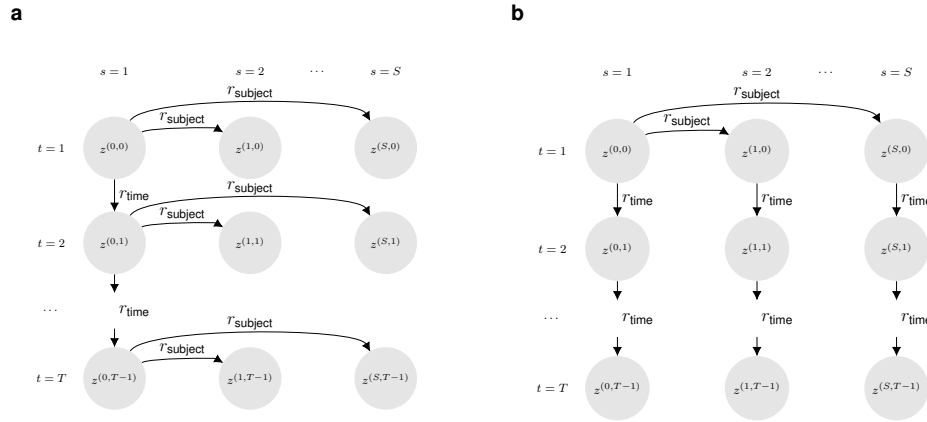 a
s = 1 s = 2 ⋯ s = S
r_subject
r_subject
t = 1 z^(0,0) z^(1,0) z^(S,0)
r_time
r_subject
r_subject
t = 2 z^(0,1) z^(1,1) z^(S,1)
⋯ r_time
r_subject
r_subject
t = T z^(0,T−1) z^(1,T−1) z^(S,T−1)
b
s = 1 s = 2 ⋯ s = S
r_subject
r_subject
t = 1 z^(0,0) z^(1,0) z^(S,0)
r_time r_time r_time
t = 2 z^(0,1) z^(1,1) z^(S,1)
⋯ r_time r_time r_time
t = T z^(0,T−1) z^(1,T−1) z^(S,T−1)